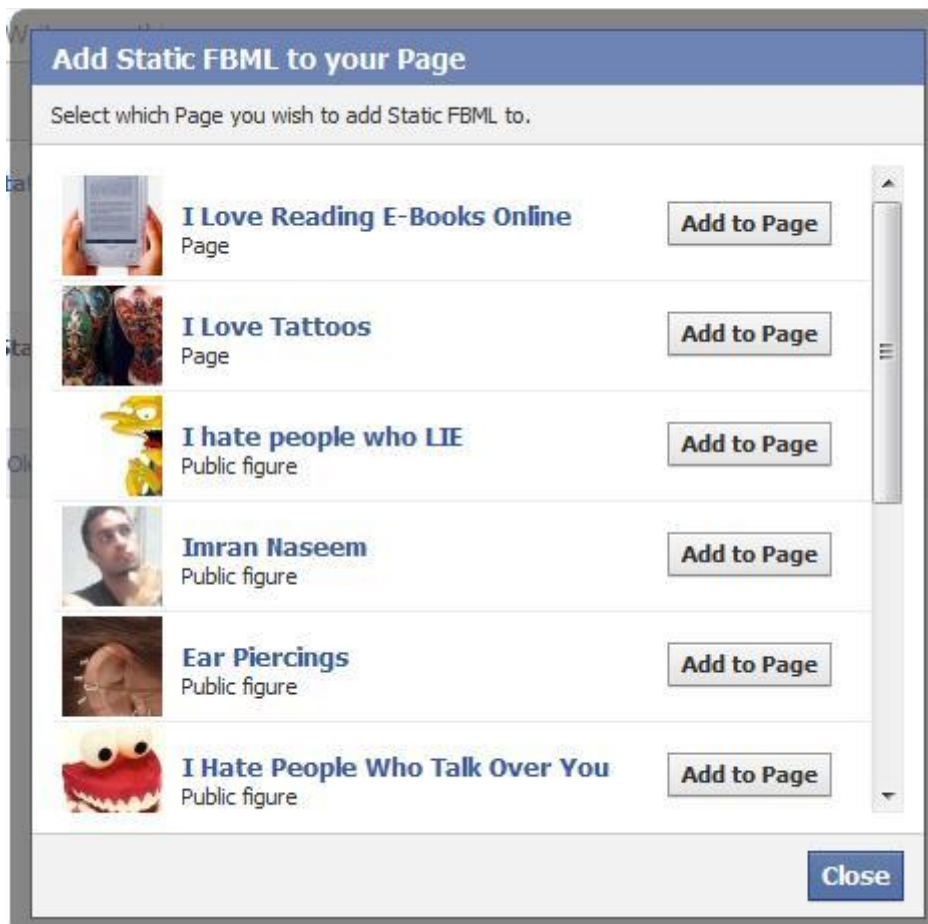 Add Static FBML to your Page
Select which Page you wish to add Static FBML to.
I Love Reading E-Books Online
Page
Add to Page
I Love Tattoos
Page
Add to Page
I hate people who LIE
Public figure
Add to Page
Imran Naseem
Public figure
Add to Page
Ear Piercings
Public figure
Add to Page
I Hate People Who Talk Over You
Public figure
Add to Page
Close